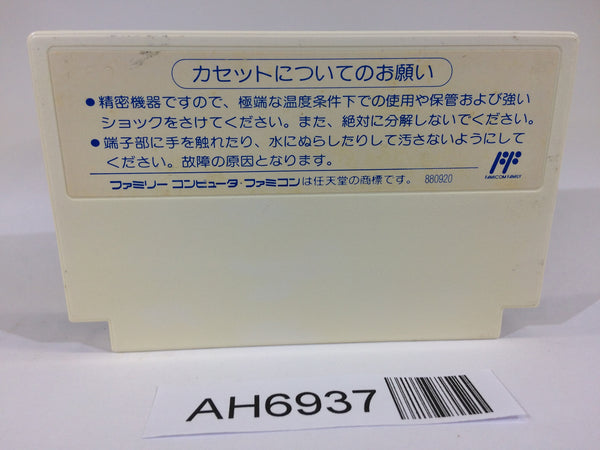 カセットについてのお願い
●精密機器ですので、極端な温度条件下での使用や保管および強い
ショックをさけてください。また、絶対に分解しないでください。
●端子部に手を触れたり、水にぬらしたりして汚さないようにして
ください。故障の原因となります。
FAMICOM FAMILY
ファミリー コンピュータ・ファミコンは任天堂の商標です。 880920
AH6937